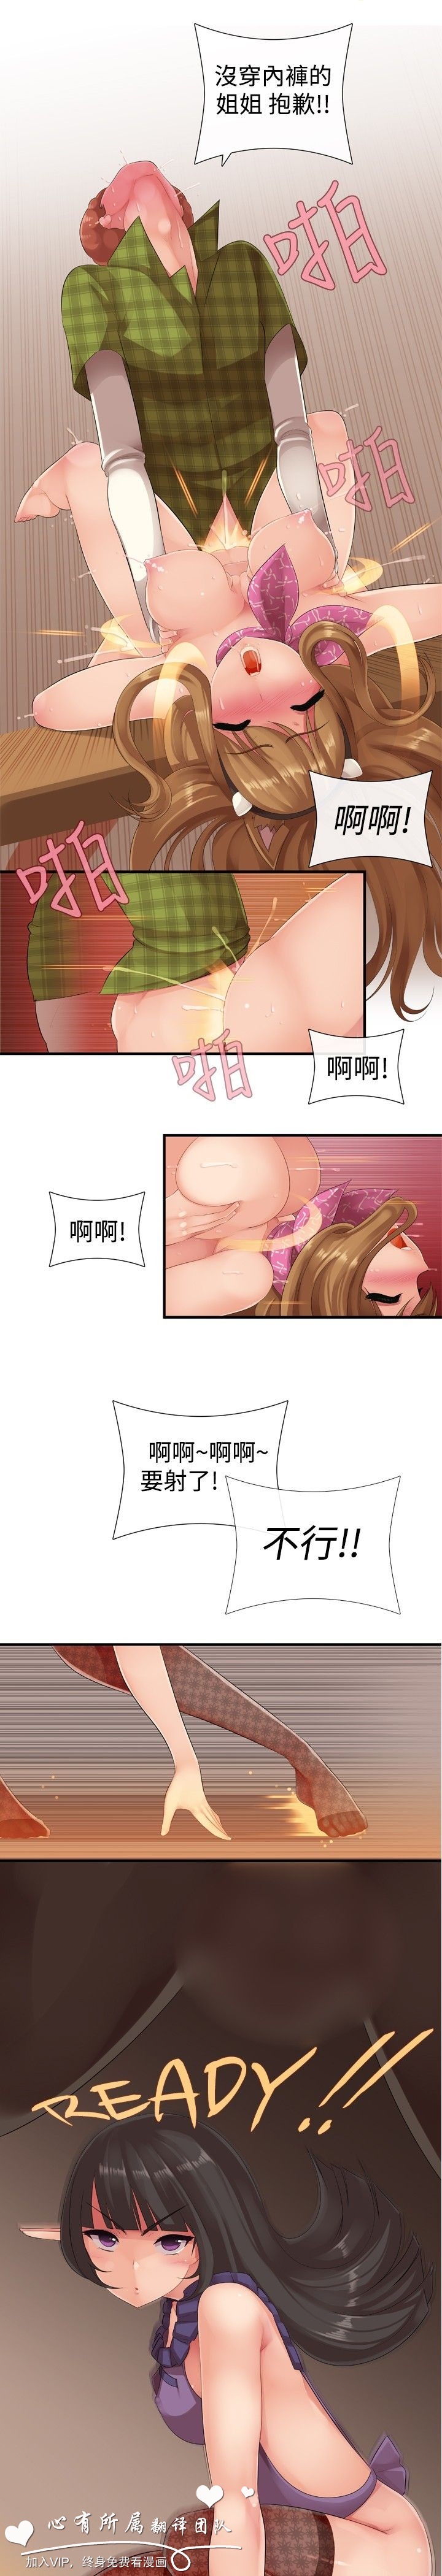 沒穿內褲的
姐姐 抱歉!!
啪
啪
啊啊!
啪
啪
啊啊!
啊啊!
啊啊~啊啊~
要射了!
不行!!
READY..!!
心有所属翻译团队
加入VIP，终身免费看漫画